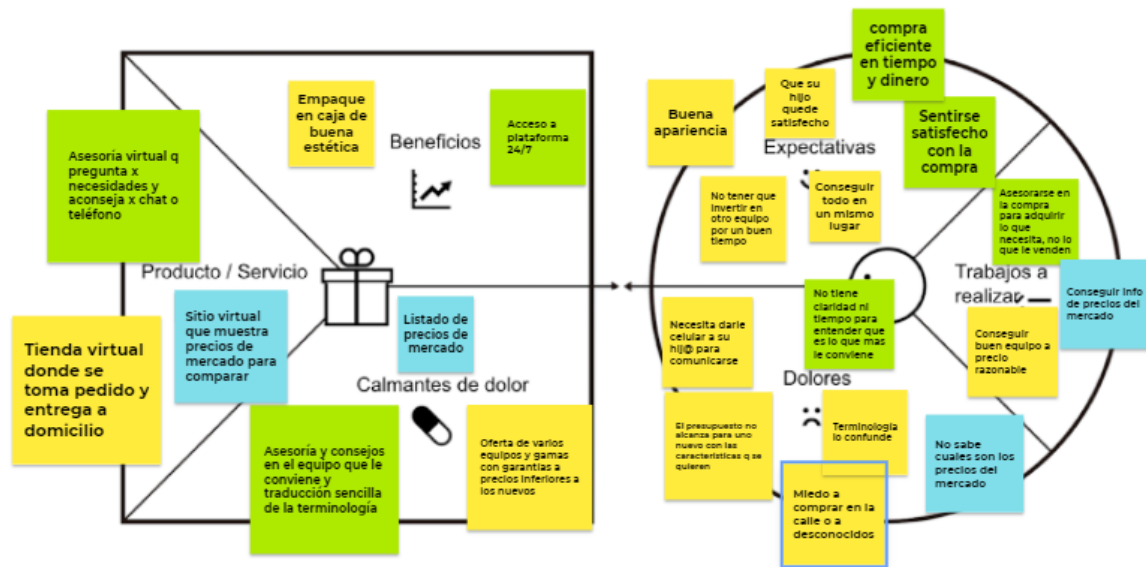 Asesoría virtual q
pregunta x
necesidades y
aconseja x chat o
teléfono
Empaque
en caja de
buena
estética
Beneficios
Acceso a
plataforma
24/7
Producto / Servicio
Sitio virtual
que muestra
precios de
mercado para
comparar
Tienda virtual
donde se
toma pedido y
entrega a
domicilio
Listado de
precios de
mercado
Calmantes de dolor
Asesoría y consejos
en el equipo que le
conviene y
traducción sencilla
de la terminología
Oferta de varios
equipos y gamas
con garantías a
precios inferiores a
los nuevos
compra
eficiente
en tiempo
y dinero
Que su
hijo
quede
satisfecho
Buena
apariencia
Expectativas
Sentirse
satisfecho
con la
compra
No tener que
invertir en
otro equipo
por un buen
tiempo
Conseguir
todo en
un mismo
lugar
Asesorarse en
la compra
para adquirir
lo que
necesita, no lo
que le venden
Trabajos a
realizar
Conseguir info
de precios del
mercado
Conseguir
buen equipo a
precio
razonable
No tiene
claridad ni
tiempo para
entender que
es lo que mas
le conviene
Necesita darle
celular a su
hij@ para
comunicarse
Dolores
El presupuesto no
alcanza para uno
nuevo con las
características q se
quieren
Terminología
lo confunde
No sabe
cuales son los
precios del
mercado
Miedo a
comprar en la
calle o a
desconocidos